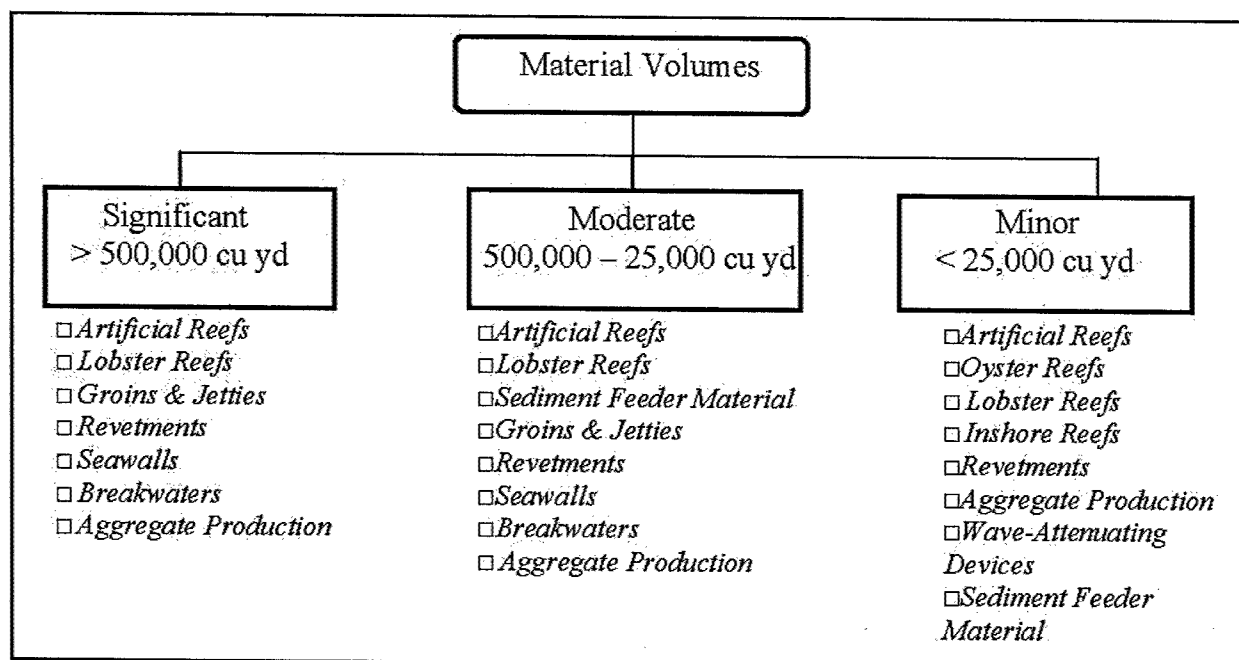 Material Volumes
Significant
> 500,000 cu yd
□ Artificial Reefs
□ Lobster Reefs
□ Groins & Jetties
□ Revetments
□ Seawalls
□ Breakwaters
□ Aggregate Production
Moderate
500,000 – 25,000 cu yd
□ Artificial Reefs
□ Lobster Reefs
□ Sediment Feeder Material
□ Groins & Jetties
□ Revetments
□ Seawalls
□ Breakwaters
□ Aggregate Production
Minor
< 25,000 cu yd
□ Artificial Reefs
□ Oyster Reefs
□ Lobster Reefs
□ Inshore Reefs
□ Revetments
□ Aggregate Production
□ Wave-Attenuating
Devices
□ Sediment Feeder
Material